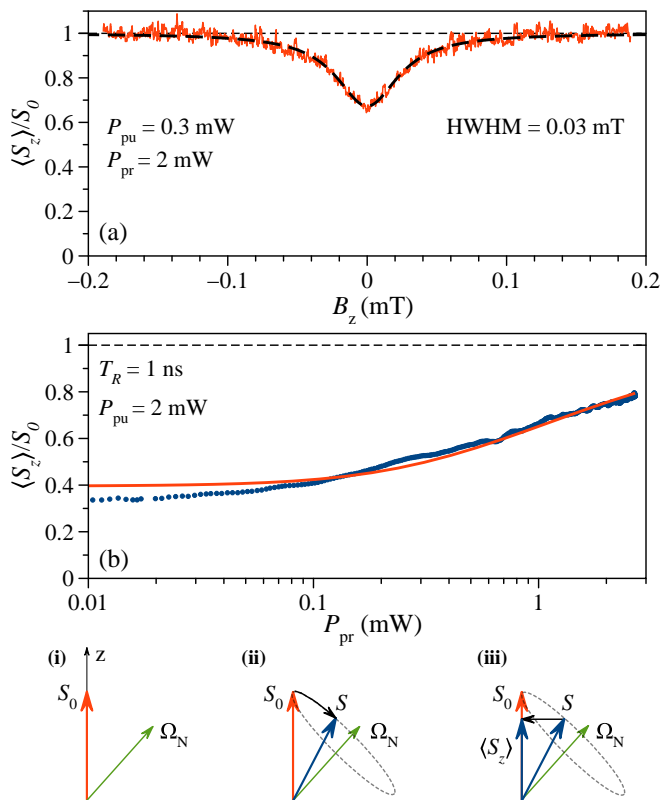 1
0.8
0.6
0.4
0.2
0
⟨S_z⟩/S_0
P_pu = 0.3 mW
P_pr = 2 mW
HWHM = 0.03 mT
(a)
−0.2 −0.1 0 0.1 0.2
B_z (mT)
1
0.8
0.6
0.4
0.2
0
⟨S_z⟩/S_0
T_R = 1 ns
P_pu = 2 mW
(b)
0.01 0.1 1
P_pr (mW)
(i) z (ii) (iii)
S_0 Ω_N
S_0 S Ω_N
S_0 S ⟨S_z⟩ Ω_N